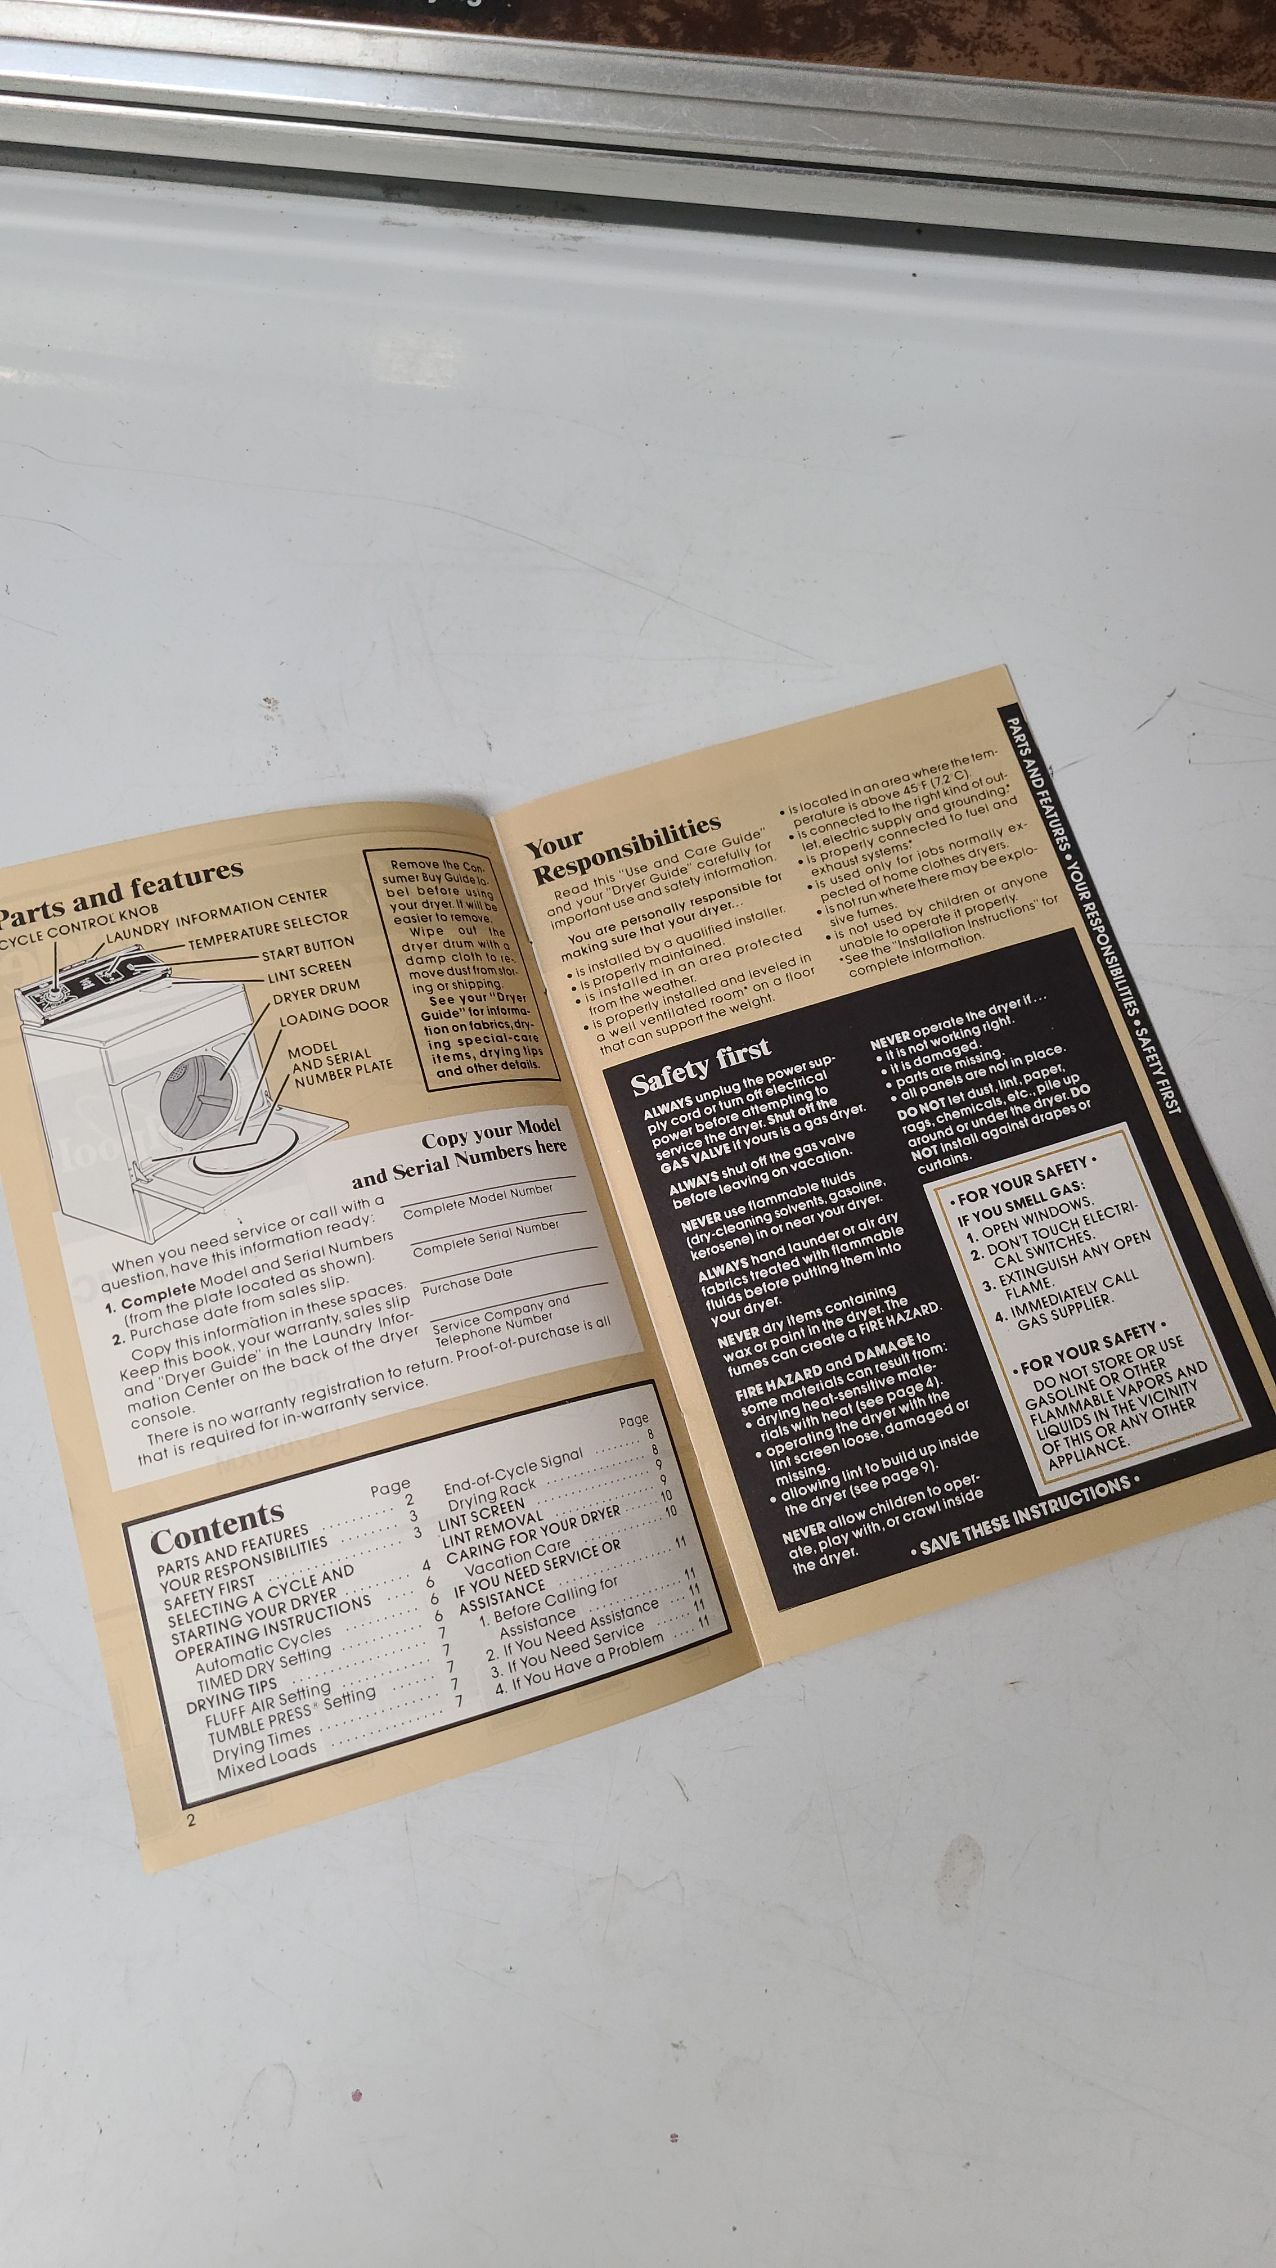 Parts and features
CYCLE CONTROL KNOB
LAUNDRY INFORMATION CENTER
TEMPERATURE SELECTOR
START BUTTON
LINT SCREEN
DRYER DRUM
LOADING DOOR
MODEL
AND SERIAL
NUMBER PLATE
Remove the Con-
sumer Buy Guide la-
bel before using
your dryer. It will be
easier to remove.
Wipe out the
dryer drum with a
damp cloth to re-
move dust from stor-
ing or shipping.
See your "Dryer
Guide" for informa-
tion on fabrics, dry-
ing special-care
items, drying tips
and other details.
Copy your Model
and Serial Numbers here
When you need service or call with a
question, have this information ready:
1. Complete Model and Serial Numbers
(from the plate located as shown).
2. Purchase date from sales slip.
Copy this information in these spaces.
Keep this book, your warranty, sales slip
and "Dryer Guide" in the Laundry Infor-
mation Center on the back of the dryer
console.
There is no warranty registration to return. Proof-of-purchase is all
that is required for in-warranty service.
Complete Model Number
Complete Serial Number
Purchase Date
Service Company and
Telephone Number
Contents
Page
PARTS AND FEATURES ........ 2
YOUR RESPONSIBILITIES ........ 3
SAFETY FIRST ........ 3
SELECTING A CYCLE AND
STARTING YOUR DRYER ........ 4
OPERATING INSTRUCTIONS .... 6
Automatic Cycles ........ 6
TIMED DRY Setting ........ 6
DRYING TIPS ........ 7
FLUFF AIR Setting ........ 7
TUMBLE PRESS® Setting ........ 7
Drying Times ........ 7
Mixed Loads ........ 7
Page
End-of-Cycle Signal ........ 8
Drying Rack ........ 8
LINT SCREEN ........ 9
LINT REMOVAL ........ 9
CARING FOR YOUR DRYER ..... 10
Vacation Care ........ 10
IF YOU NEED SERVICE OR
ASSISTANCE ........ 11
1. Before Calling for
Assistance ........ 11
2. If You Need Assistance .... 11
3. If You Need Service ...... 11
4. If You Have a Problem .... 11
2
Your
Responsibilities
Read this "Use and Care Guide"
and your "Dryer Guide" carefully for
important use and safety information.
You are personally responsible for
making sure that your dryer...
• is installed by a qualified installer.
• is properly maintained.
• is installed in an area protected
from the weather.
• is properly installed and leveled in
a well ventilated room* on a floor
that can support the weight.
• is located in an area where the tem-
perature is above 45°F (7.2°C).
• is connected to the right kind of out-
let, electric supply and grounding.*
• is properly connected to fuel and
exhaust systems.*
• is used only for jobs normally ex-
pected of home clothes dryers.
• is not run where there may be explo-
sive fumes.
• is not used by children or anyone
unable to operate it properly.
*See the "Installation Instructions" for
complete information.
Safety first
ALWAYS unplug the power sup-
ply cord or turn off electrical
power before attempting to
service the dryer. Shut off the
GAS VALVE if yours is a gas dryer.
ALWAYS shut off the gas valve
before leaving on vacation.
NEVER use flammable fluids
(dry-cleaning solvents, gasoline,
kerosene) in or near your dryer.
ALWAYS hand launder or air dry
fabrics treated with flammable
fluids before putting them into
your dryer.
NEVER dry items containing
wax or paint in the dryer. The
fumes can create a FIRE HAZARD.
FIRE HAZARD and DAMAGE to
some materials can result from:
• drying heat-sensitive mate-
rials with heat (see page 4).
• operating the dryer with the
lint screen loose, damaged or
missing.
• allowing lint to build up inside
the dryer (see page 9).
NEVER allow children to oper-
ate, play with, or crawl inside
the dryer.
NEVER operate the dryer if...
• it is not working right.
• it is damaged.
• parts are missing.
• all panels are not in place.
DO NOT let dust, lint, paper,
rags, chemicals, etc., pile up
around or under the dryer. DO
NOT install against drapes or
curtains.
• FOR YOUR SAFETY •
IF YOU SMELL GAS:
1. OPEN WINDOWS.
2. DON'T TOUCH ELECTRI-
CAL SWITCHES.
3. EXTINGUISH ANY OPEN
FLAME.
4. IMMEDIATELY CALL
GAS SUPPLIER.
• FOR YOUR SAFETY •
DO NOT STORE OR USE
GASOLINE OR OTHER
FLAMMABLE VAPORS AND
LIQUIDS IN THE VICINITY
OF THIS OR ANY OTHER
APPLIANCE.
• SAVE THESE INSTRUCTIONS •
PARTS AND FEATURES • YOUR RESPONSIBILITIES • SAFETY FIRST